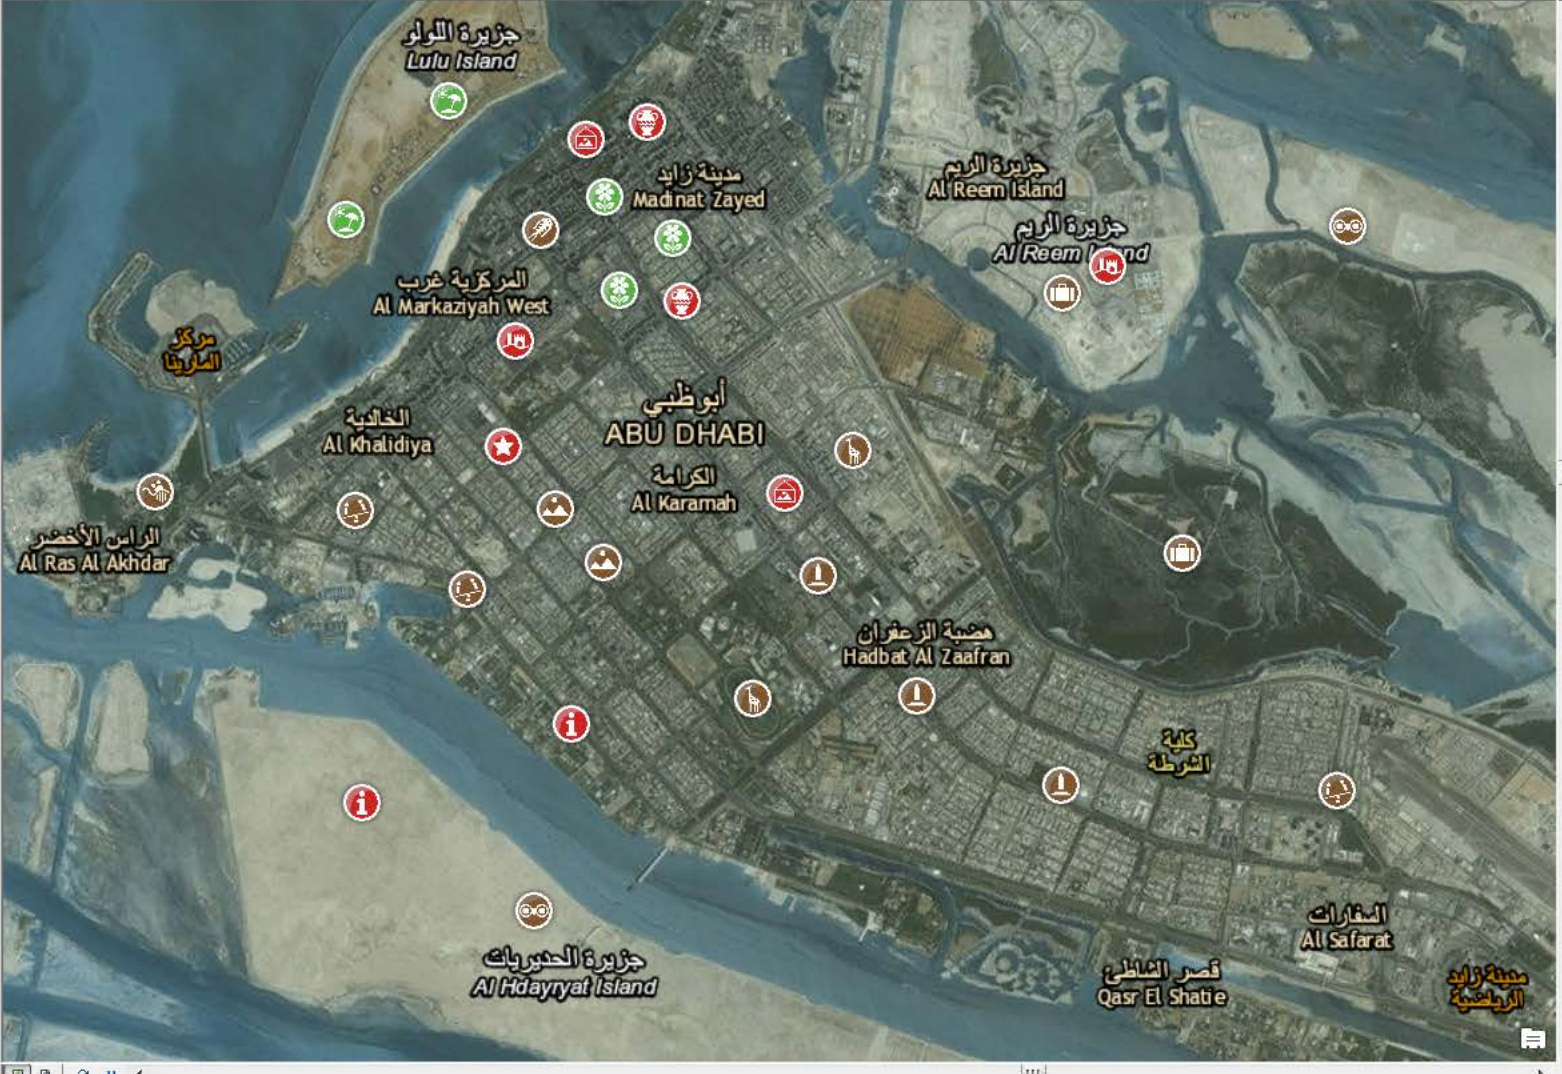 جزيرة اللولو
Lulu Island
مدينة زايد
Madinat Zayed
جزيرة الريم
Al Reem Island
جزيرة الريم
Al Reem Island
المركزية غرب
Al Markaziyah West
مركز
المارينا
أبوظبي
ABU DHABI
الخالدية
Al Khalidiya
الكرامة
Al Karamah
الراس الأخضر
Al Ras Al Akhdar
هضبة الزعفران
Hadbat Al Zaafran
كلية
الشرطة
السفارات
Al Safarat
جزيرة الحديريات
Al Hdayryat Island
قصر الشاطئ
Qasr El Shatie
مدينة زايد
الرياضية